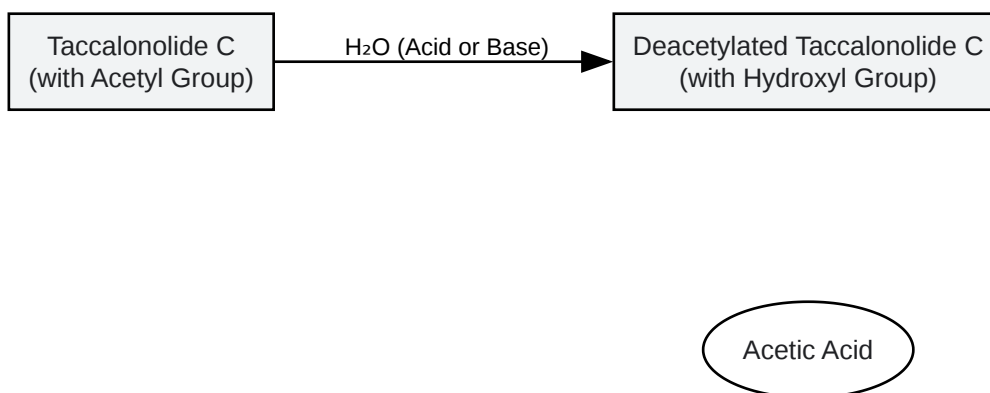 Taccalonolide C
(with Acetyl Group)
H₂O (Acid or Base)
Deacetylated Taccalonolide C
(with Hydroxyl Group)
Acetic Acid